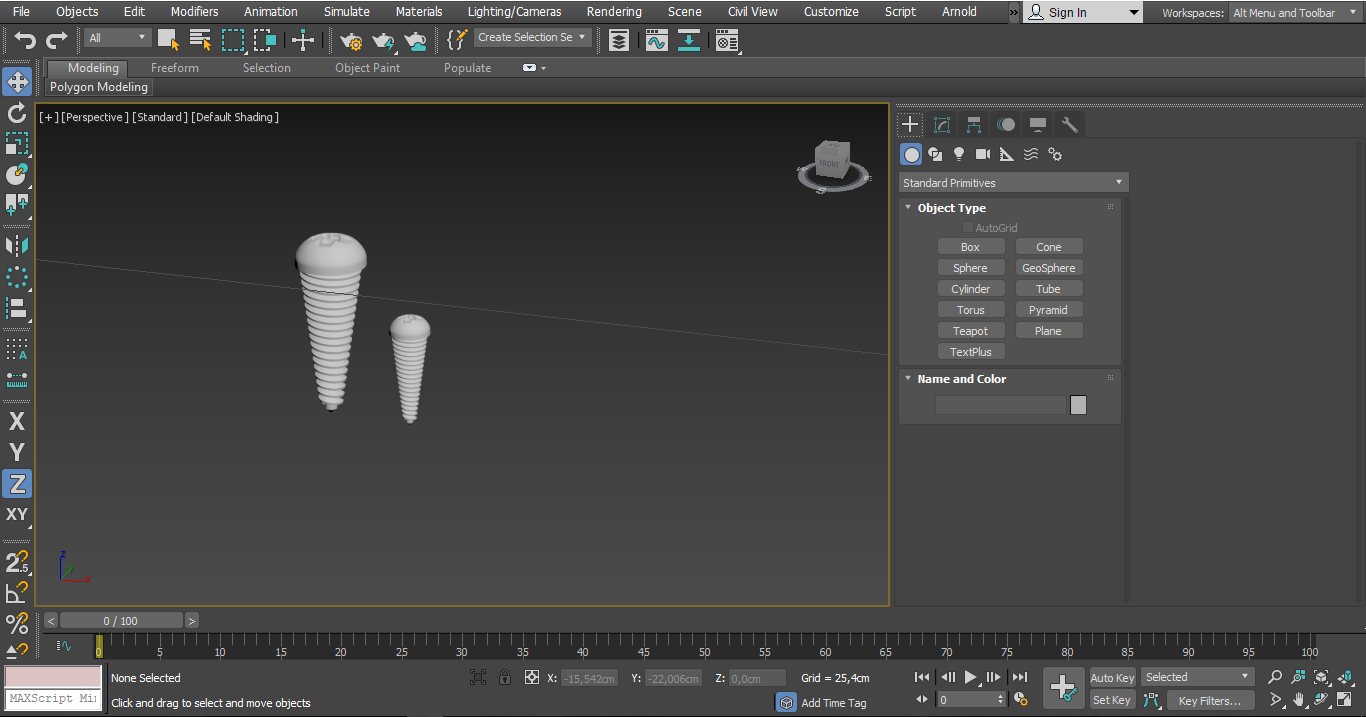 File Objects Edit Modifiers Animation Simulate Materials Lighting/Cameras Rendering Scene Civil View Customize Script Arnold » Sign In Workspaces: Alt Menu and Toolbar
All Create Selection Se
Modeling Freeform Selection Object Paint Populate
Polygon Modeling
[+] [Perspective] [Standard] [Default Shading]
FRONT
S
Standard Primitives
Object Type
AutoGrid
Box Cone
Sphere GeoSphere
Cylinder Tube
Torus Pyramid
Teapot Plane
TextPlus
Name and Color
A
X
Y
Z
XY
2.5
%
z
y
x
< 0 / 100 >
0 5 10 15 20 25 30 35 40 45 50 55 60 65 70 75 80 85 90 95 100
None Selected X: -15,542cm Y: -22,006cm Z: 0,0cm Grid = 25,4cm Auto Key Selected
MAXScript Min
Click and drag to select and move objects Add Time Tag 0 Set Key Key Filters...